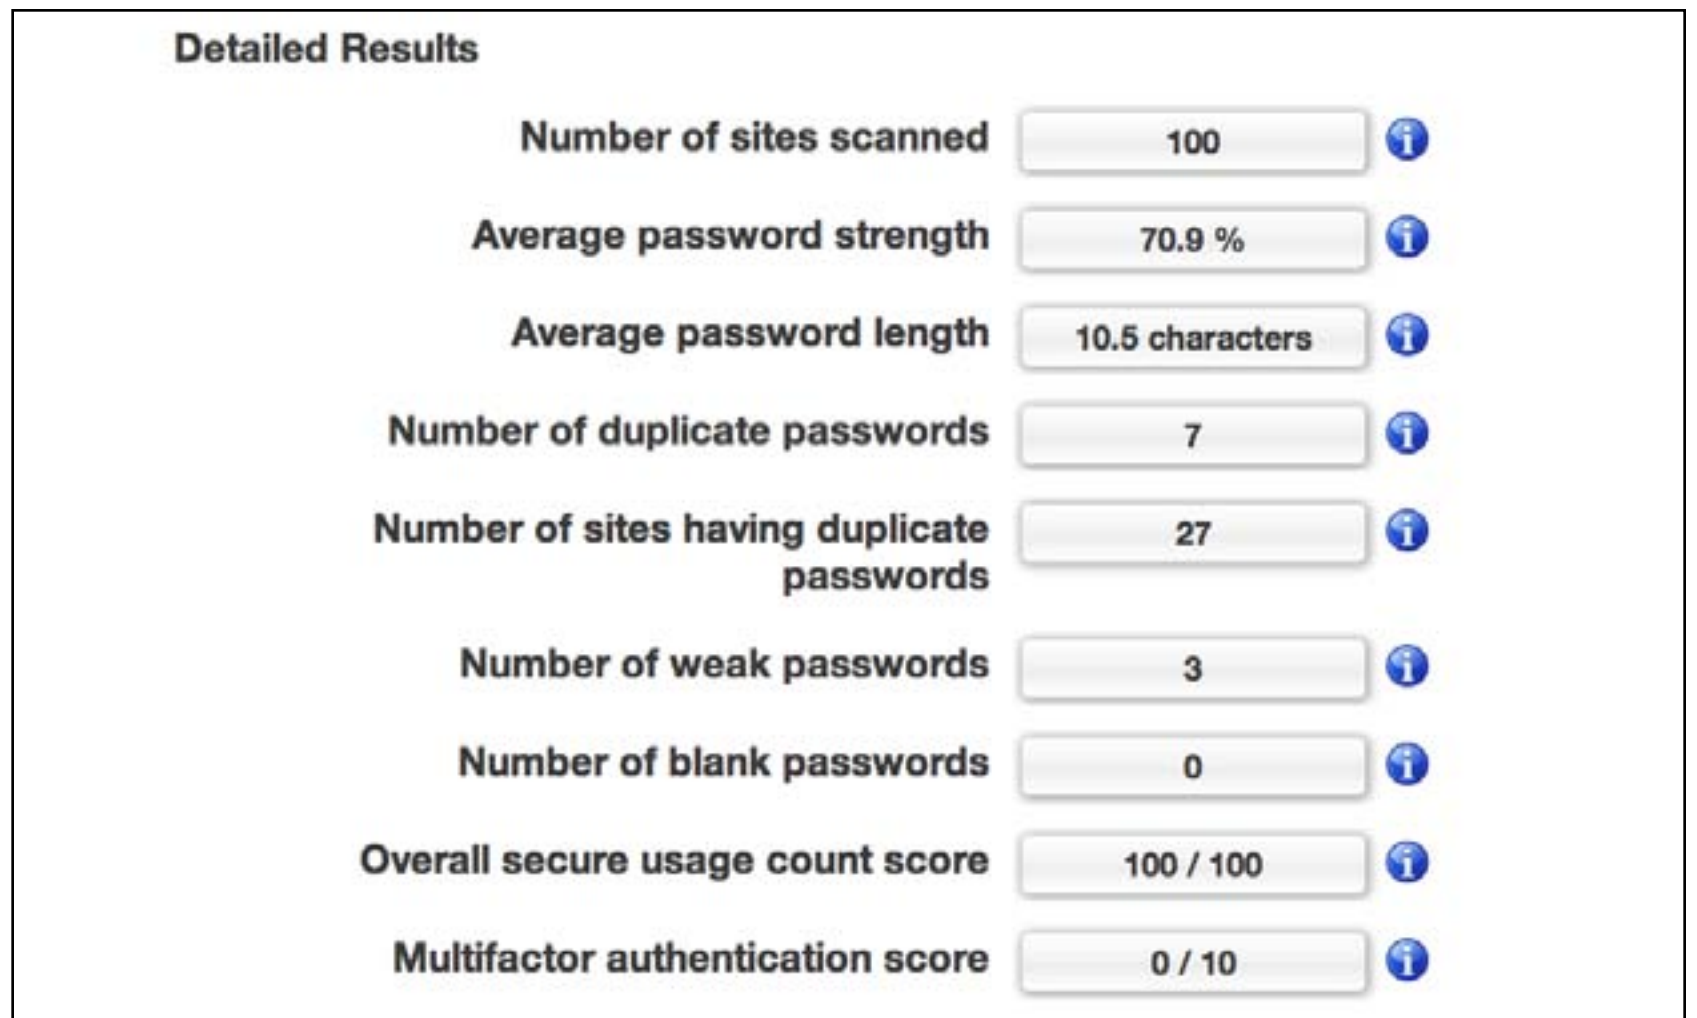 Detailed Results
Number of sites scanned 100
Average password strength 70.9 %
Average password length 10.5 characters
Number of duplicate passwords 7
Number of sites having duplicate 27
passwords
Number of weak passwords 3
Number of blank passwords 0
Overall secure usage count score 100 / 100
Multifactor authentication score 0 / 10